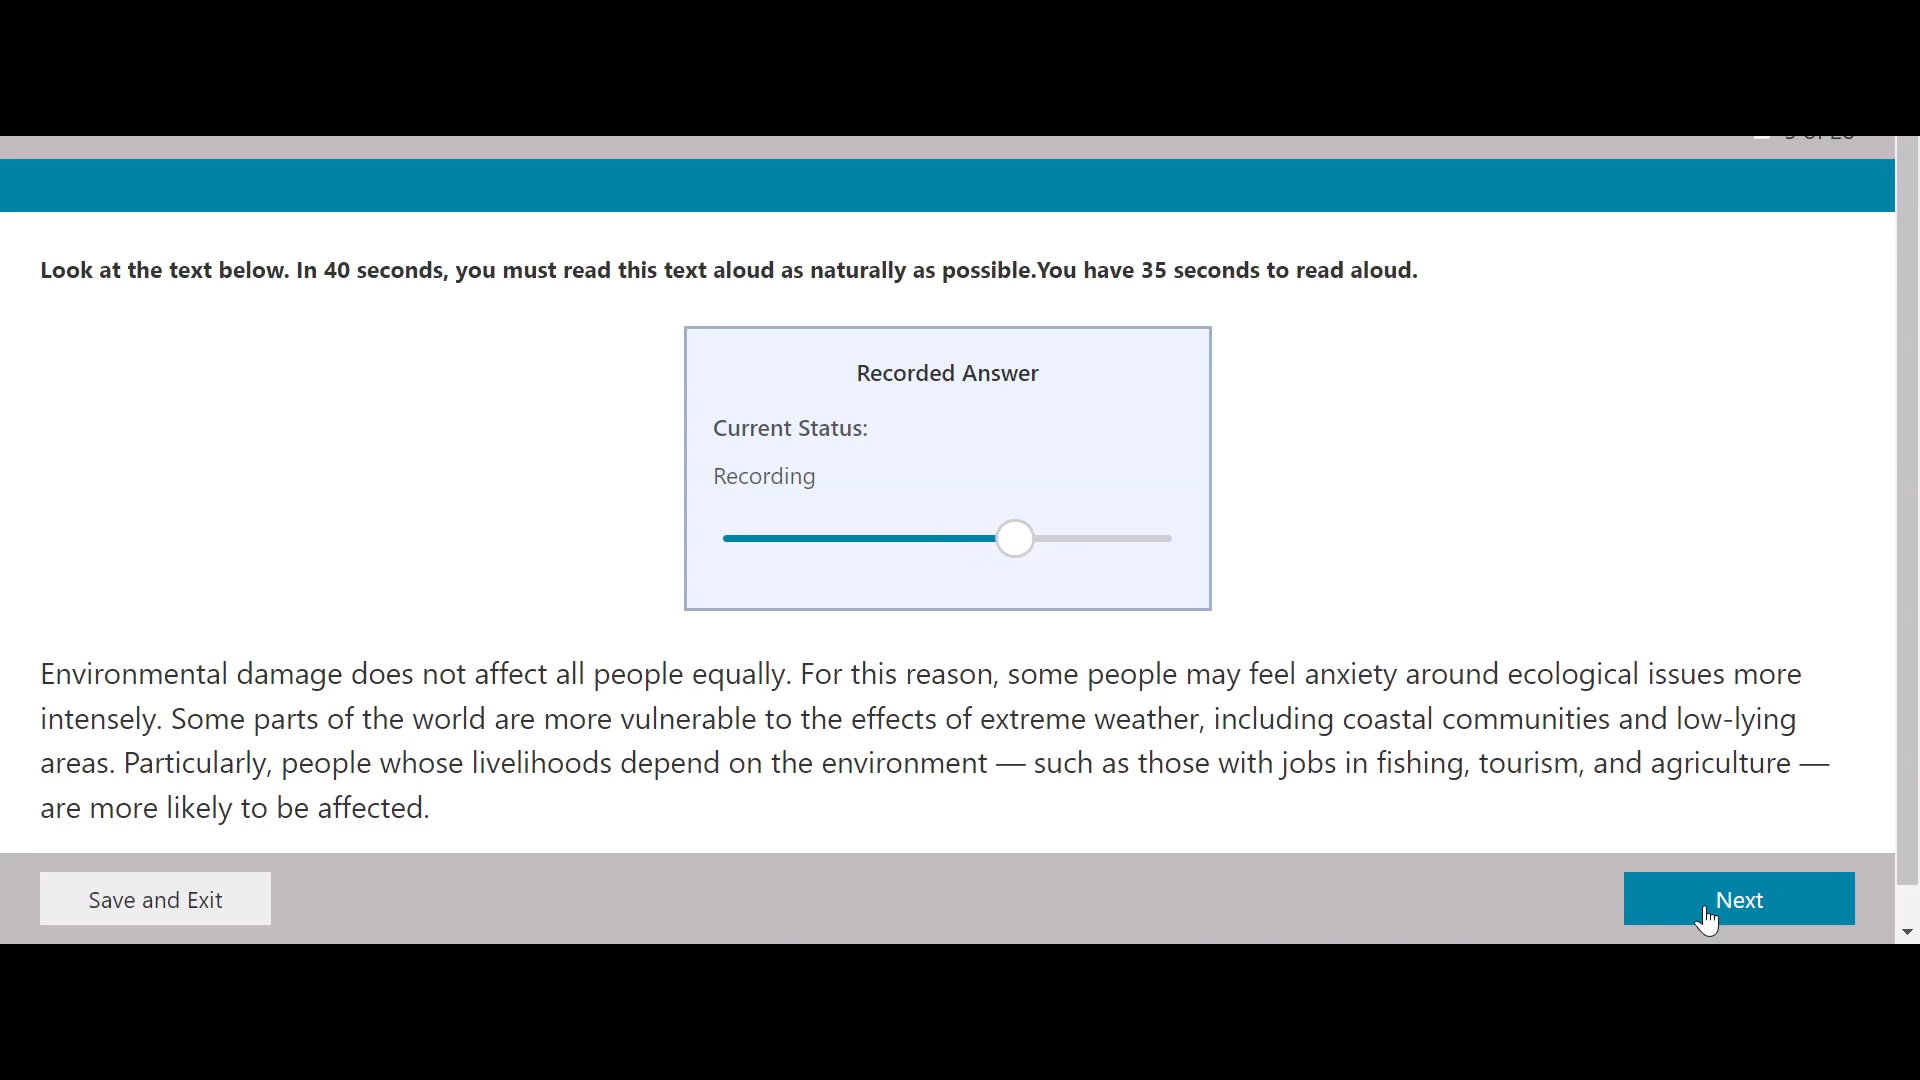 Look at the text below. In 40 seconds, you must read this text aloud as naturally as possible.You have 35 seconds to read aloud.
Recorded Answer
Current Status:
Recording
Environmental damage does not affect all people equally. For this reason, some people may feel anxiety around ecological issues more
intensely. Some parts of the world are more vulnerable to the effects of extreme weather, including coastal communities and low-lying
areas. Particularly, people whose livelihoods depend on the environment — such as those with jobs in fishing, tourism, and agriculture —
are more likely to be affected.
Save and Exit
Next